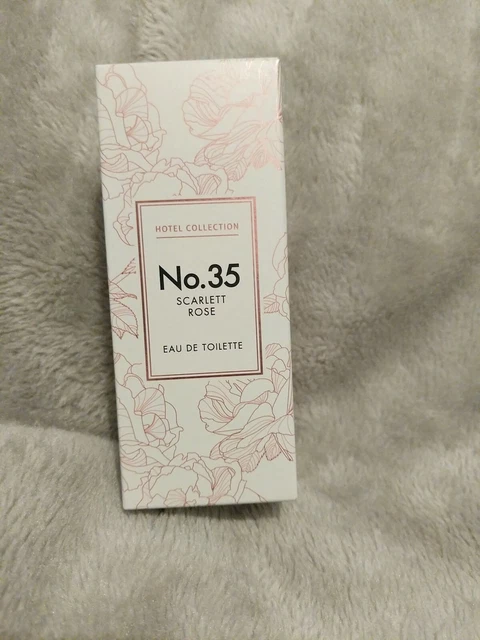 HOTEL COLLECTION
No.35
SCARLETT
ROSE
EAU DE TOILETTE